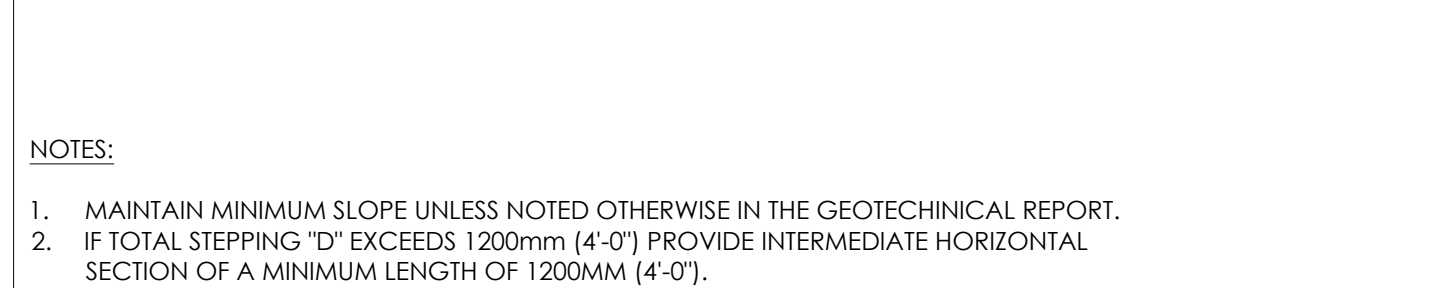 NOTES:
1. MAINTAIN MINIMUM SLOPE UNLESS NOTED OTHERWISE IN THE GEOTECHINICAL REPORT.
2. IF TOTAL STEPPING "D" EXCEEDS 1200mm (4'-0") PROVIDE INTERMEDIATE HORIZONTAL
SECTION OF A MINIMUM LENGTH OF 1200MM (4'-0").